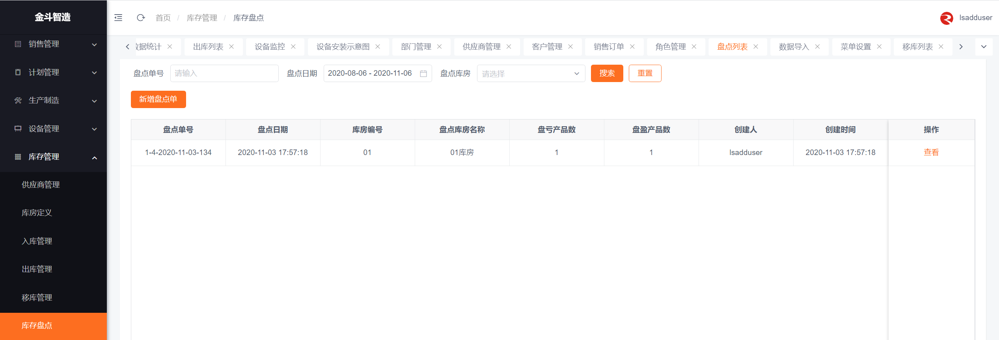 金斗智造
销售管理
计划管理
生产制造
设备管理
库存管理
供应商管理
库房定义
入库管理
出库管理
移库管理
库存盘点
首页 / 库存管理 / 库存盘点
lsadduser
数据统计 出库列表 设备监控 设备安装示意图 部门管理 供应商管理 客户管理 销售订单 角色管理 盘点列表 数据导入 菜单设置 移库列表
盘点单号 请输入 盘点日期 2020-08-06 - 2020-11-06 盘点库房 请选择 搜索 重置
新增盘点单
盘点单号 盘点日期 库房编号 盘点库房名称 盘亏产品数 盘盈产品数 创建人 创建时间 操作
1-4-2020-11-03-134 2020-11-03 17:57:18 01 01库房 1 1 lsadduser 2020-11-03 17:57:18 查看